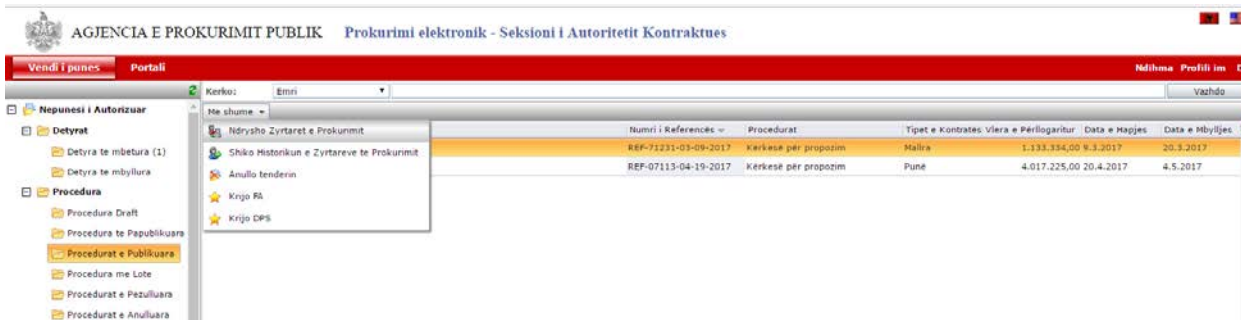 AGJENCIA E PROKURIMIT PUBLIK Prokurimi elektronik - Seksioni i Autoritetit Kontraktues
Vendi i punes Portali Ndihma Profili im
Kerko: Emri Vazhdo
Nepunesi i Autorizuar Me shume
Detyrat Ndrysho Zyrtaret e Prokurimit Numri i Referencës Procedurat Tipet e Kontrates Vlera e Përllogaritur Data e Hapjes Data e Mbylljes
Detyra te mbetura (1) Shiko Historikun e Zyrtareve te Prokurimit REF-71231-03-09-2017 Kërkesë për propozim Mallra 1.133.334,00 9.3.2017 20.3.2017
Detyra te mbyllura Anullo tenderin REF-07113-04-19-2017 Kërkesë për propozim Punë 4.017.225,00 20.4.2017 4.5.2017
Procedura Krijo FA
Procedura Draft Krijo DPS
Procedura te Papublikuara
Procedurat e Publikuara
Procedura me Lote
Procedurat e Pezulluara
Procedurat e Anulluara